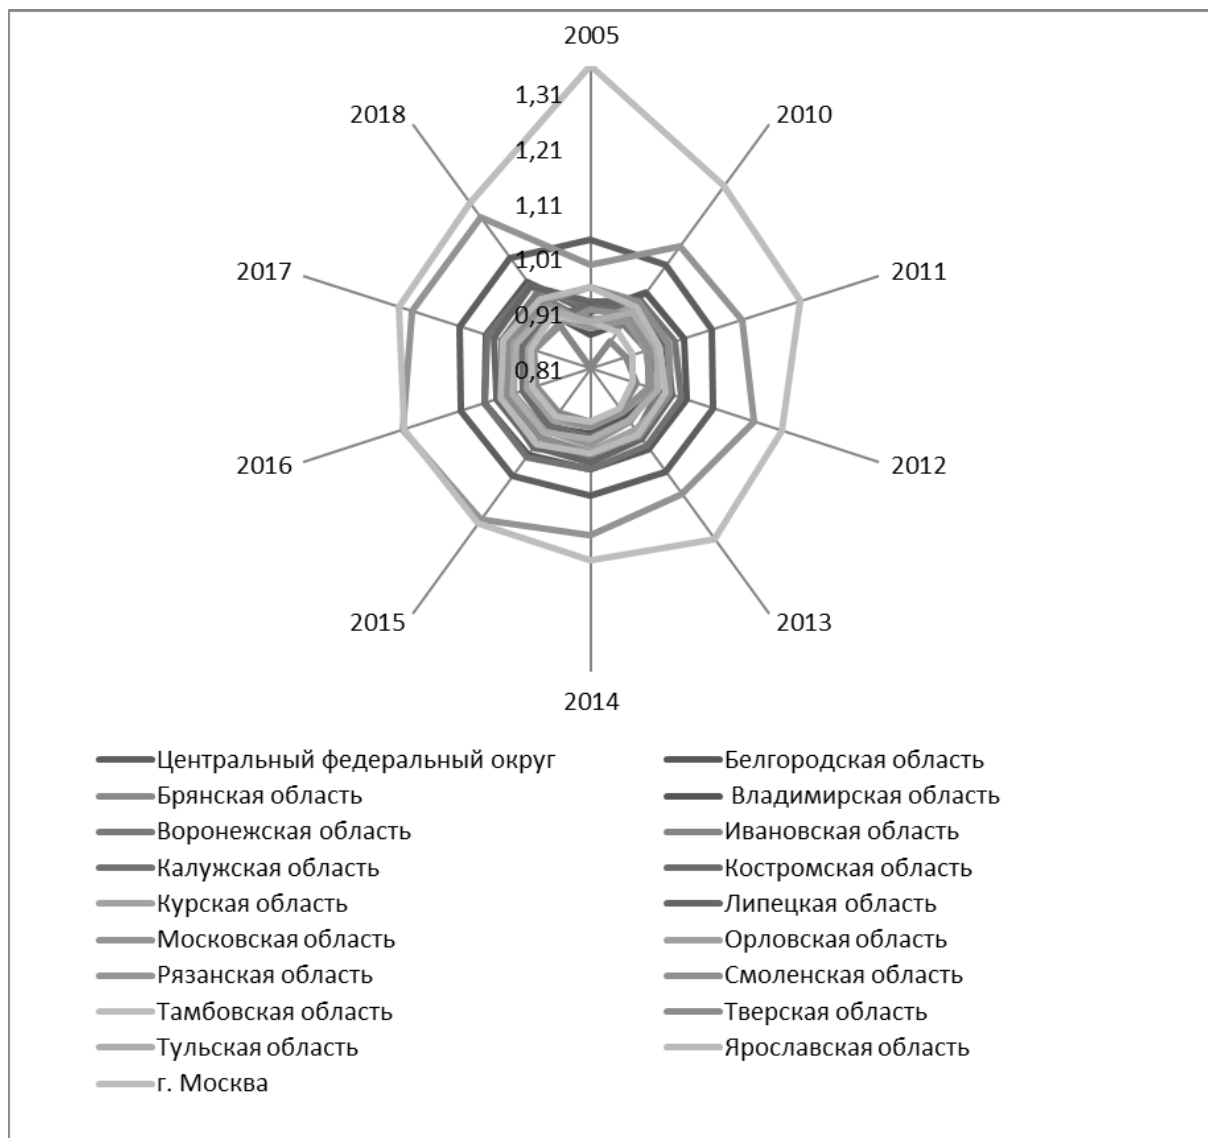 2005
1,31
2018
2010
1,21
1,11
1,01
2017
2011
0,91
0,81
2016
2012
2015
2013
2014
Центральный федеральный округ
Белгородская область
Брянская область
Владимирская область
Воронежская область
Ивановская область
Калужская область
Костромская область
Курская область
Липецкая область
Московская область
Орловская область
Рязанская область
Смоленская область
Тамбовская область
Тверская область
Тульская область
Ярославская область
г. Москва